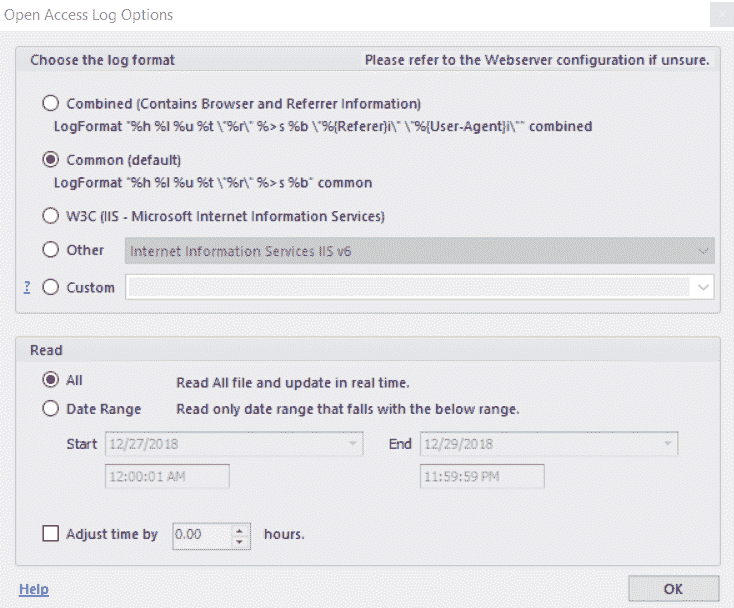 Open Access Log Options
Choose the log format Please refer to the Webserver configuration if unsure.
Combined (Contains Browser and Referrer Information)
LogFormat "%h %l %u %t \"%r\" %>s %b \"%{Referer}i\" \"%{User-Agent}i\"" combined
Common (default)
LogFormat "%h %l %u %t \"%r\" %>s %b" common
W3C (IIS - Microsoft Internet Information Services)
Other Internet Information Services IIS v6
? Custom
Read
All Read All file and update in real time.
Date Range Read only date range that falls with the below range.
Start 12/27/2018 End 12/29/2018
12:00:01 AM 11:59:59 PM
Adjust time by 0.00 hours.
Help OK